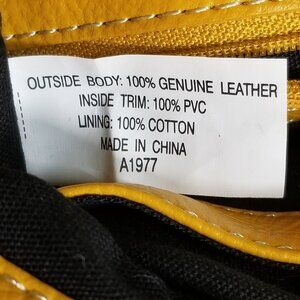 OUTSIDE BODY: 100% GENUINE LEATHER
INSIDE TRIM: 100% PVC
LINING: 100% COTTON
MADE IN CHINA
A1977